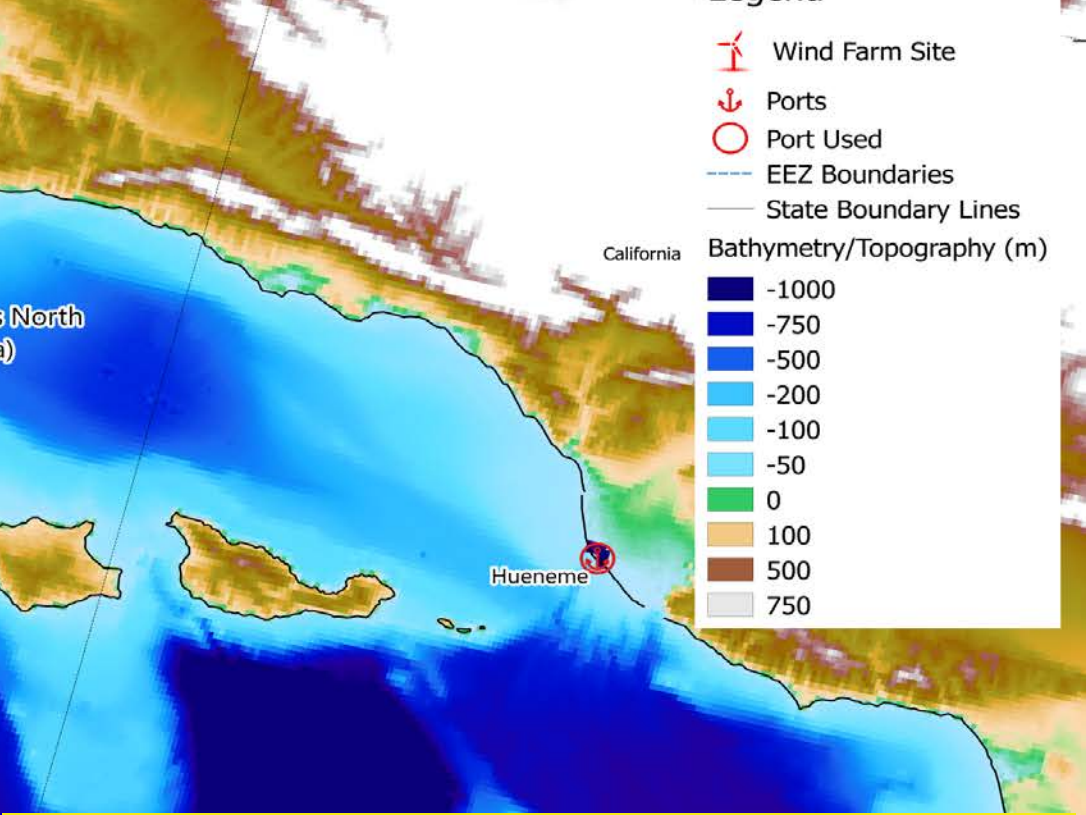 Legend
Wind Farm Site
Ports
Port Used
EEZ Boundaries
State Boundary Lines
California
Bathymetry/Topography (m)
-1000
-750
-500
-200
-100
-50
0
100
500
750
North
a)
Hueneme